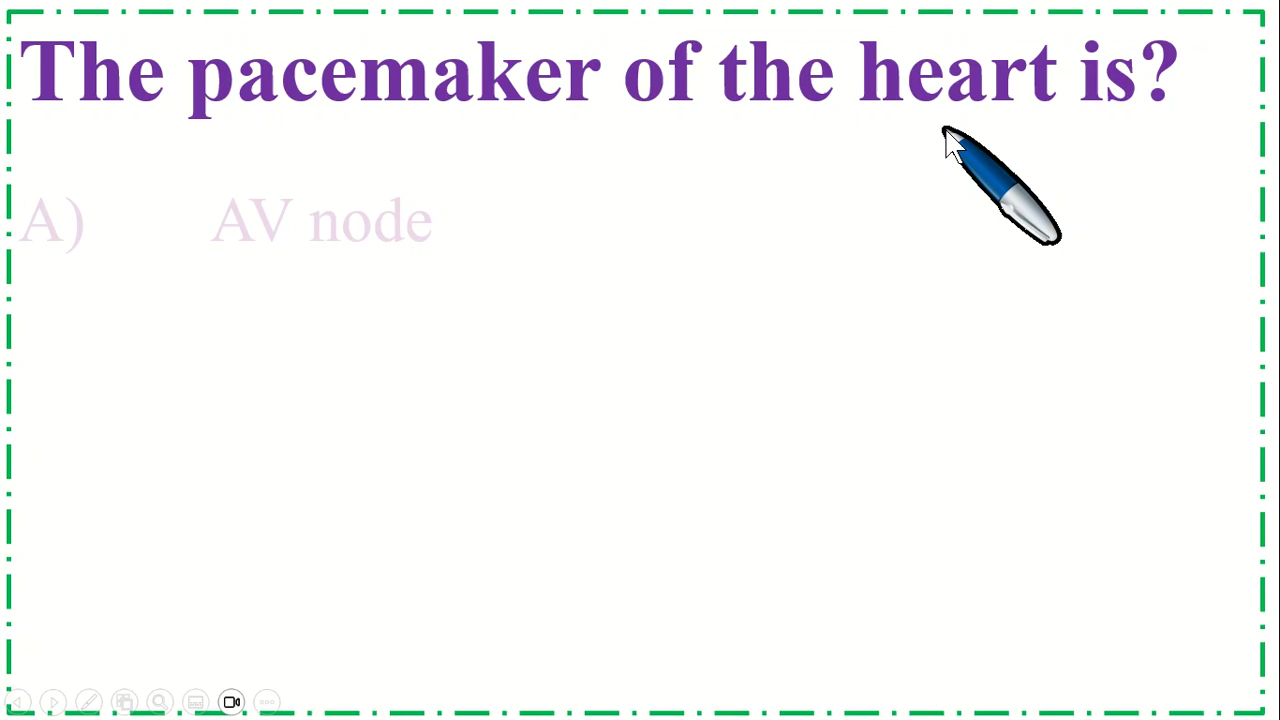 The pacemaker of the heart is?
A) AV node